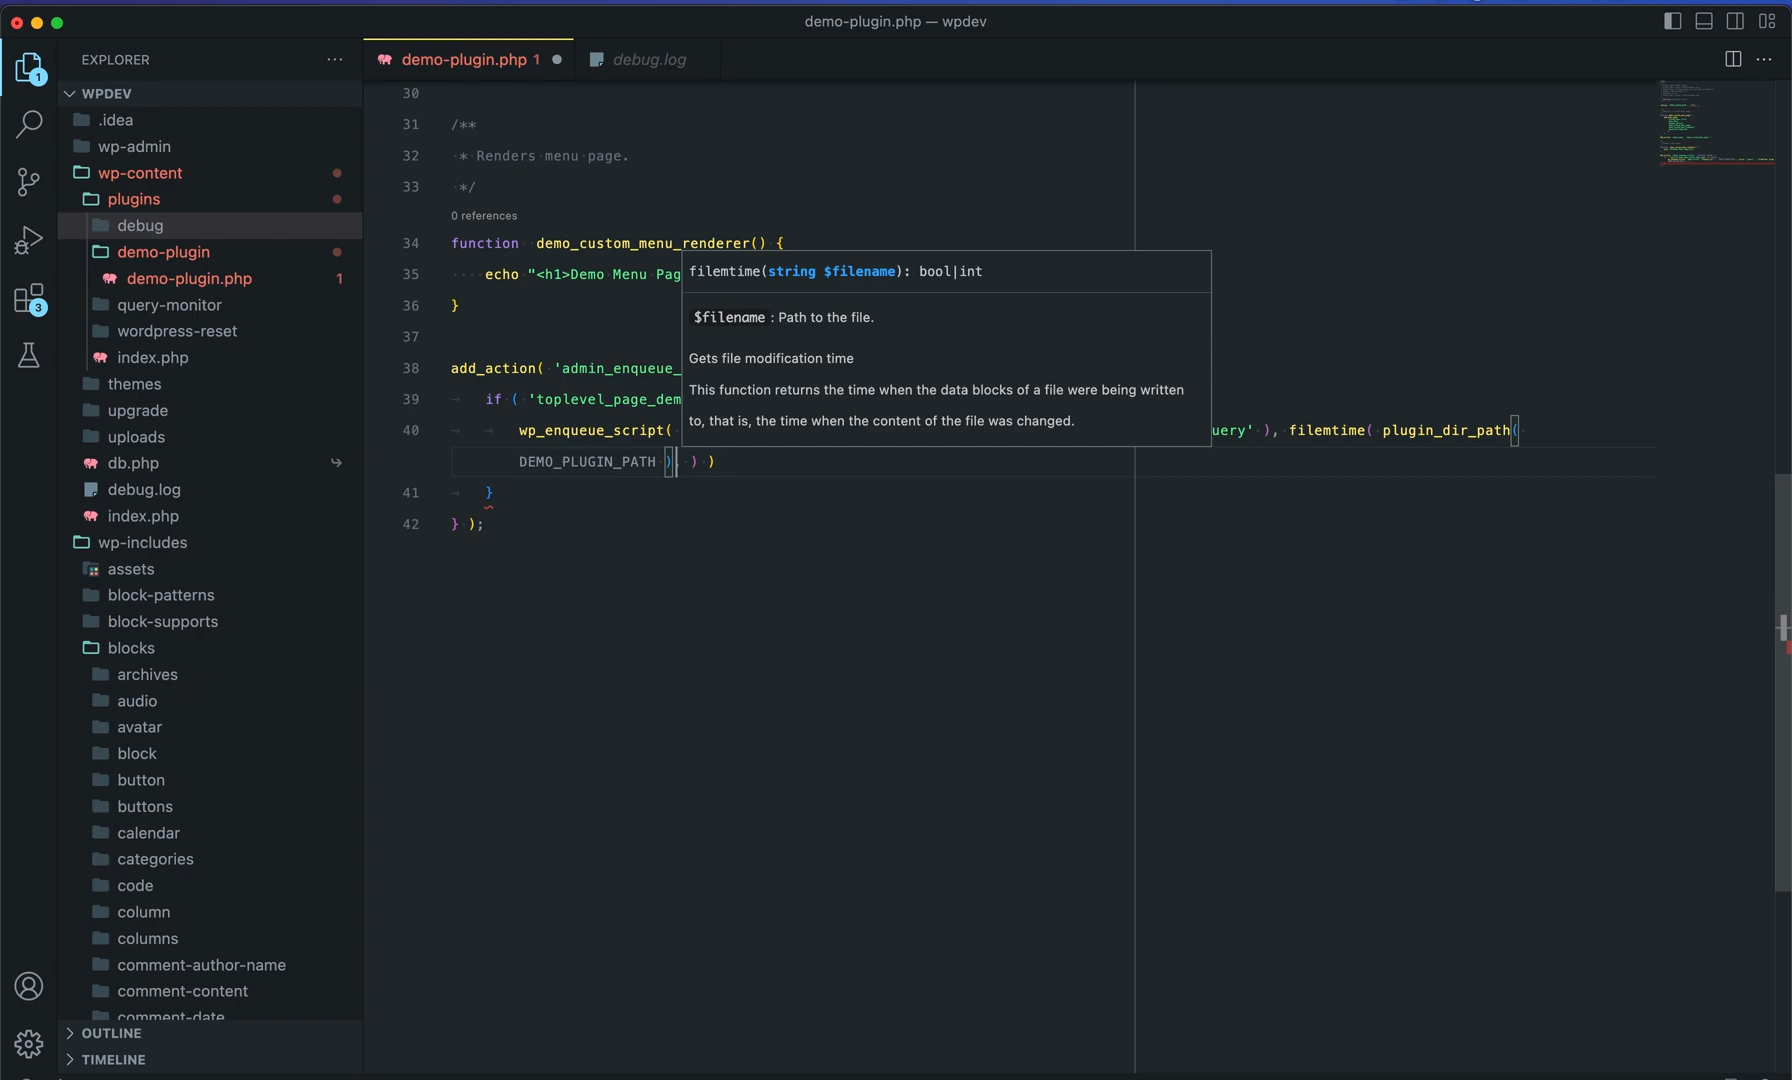 demo-plugin.php — wpdev
EXPLORER
WPDEV
.idea
wp-admin
wp-content
plugins
debug
demo-plugin
demo-plugin.php 1
query-monitor
wordpress-reset
index.php
themes
upgrade
uploads
db.php
debug.log
index.php
wp-includes
assets
block-patterns
block-supports
blocks
archives
audio
avatar
block
button
buttons
calendar
categories
code
column
columns
comment-author-name
comment-content
comment-date
OUTLINE
TIMELINE
1
3
demo-plugin.php 1
debug.log
30
31 /**
32 * Renders menu page.
33 */
0 references
34 function demo_custom_menu_renderer() {
35 echo "<h1>Demo Menu Pag
36 }
37
38 add_action( 'admin_enqueue_
39 if ( 'toplevel_page_dem
40 wp_enqueue_script( uery' ), filemtime( plugin_dir_path(
DEMO_PLUGIN_PATH ) ) )
41 }
42 } );
filemtime(string $filename): bool|int
$filename : Path to the file.
Gets file modification time
This function returns the time when the data blocks of a file were being written
to, that is, the time when the content of the file was changed.